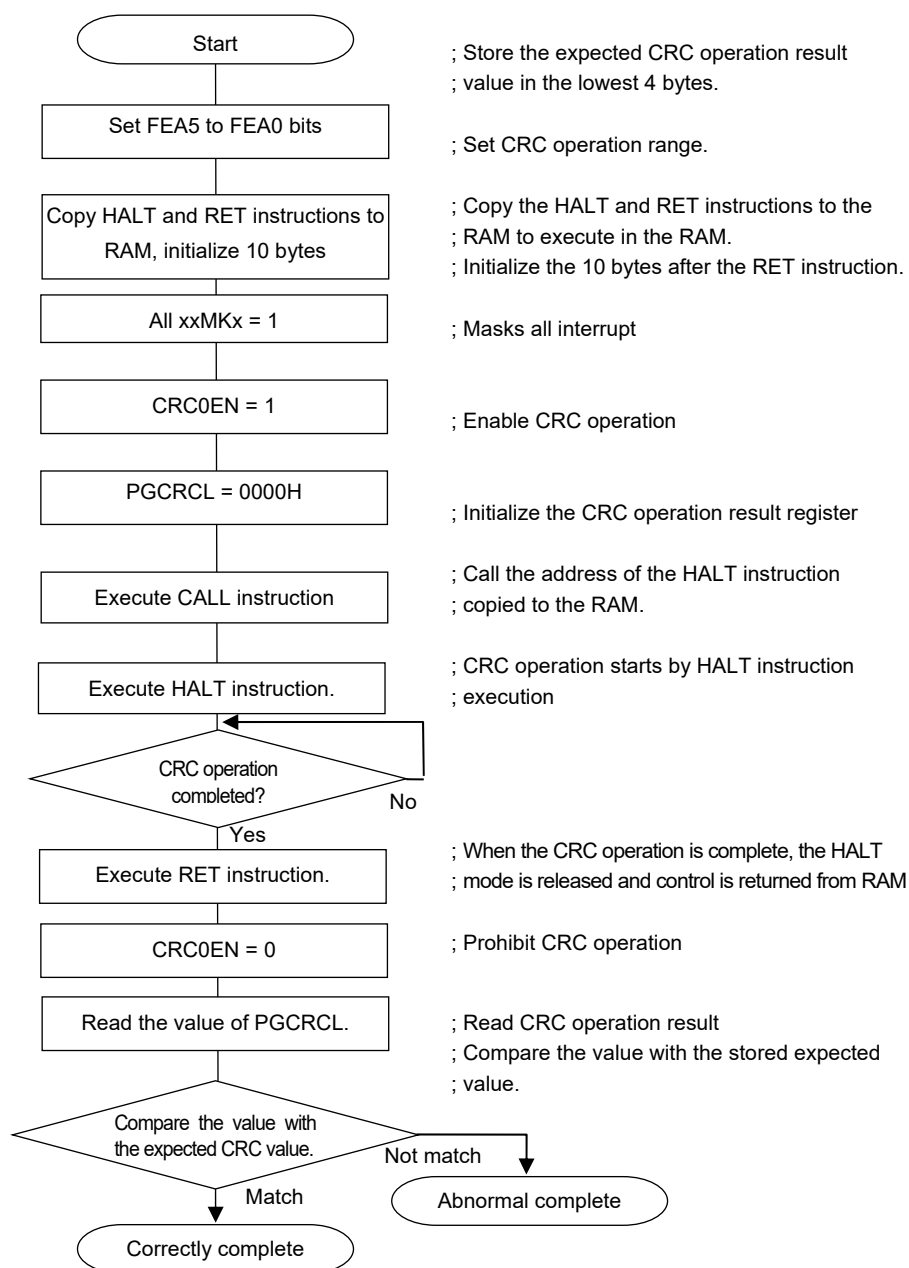 Start
; Store the expected CRC operation result
; value in the lowest 4 bytes.
Set FEA5 to FEA0 bits
; Set CRC operation range.
Copy HALT and RET instructions to
RAM, initialize 10 bytes
; Copy the HALT and RET instructions to the
; RAM to execute in the RAM.
; Initialize the 10 bytes after the RET instruction.
All xxMKx = 1
; Masks all interrupt
CRC0EN = 1
; Enable CRC operation
PGCRCL = 0000H
; Initialize the CRC operation result register
Execute CALL instruction
; Call the address of the HALT instruction
; copied to the RAM.
Execute HALT instruction.
; CRC operation starts by HALT instruction
; execution
CRC operation
completed?
No
Yes
Execute RET instruction.
; When the CRC operation is complete, the HALT
; mode is released and control is returned from RAM
CRC0EN = 0
; Prohibit CRC operation
Read the value of PGCRCL.
; Read CRC operation result
; Compare the value with the stored expected
; value.
Compare the value with
the expected CRC value.
Not match
Match
Abnormal complete
Correctly complete